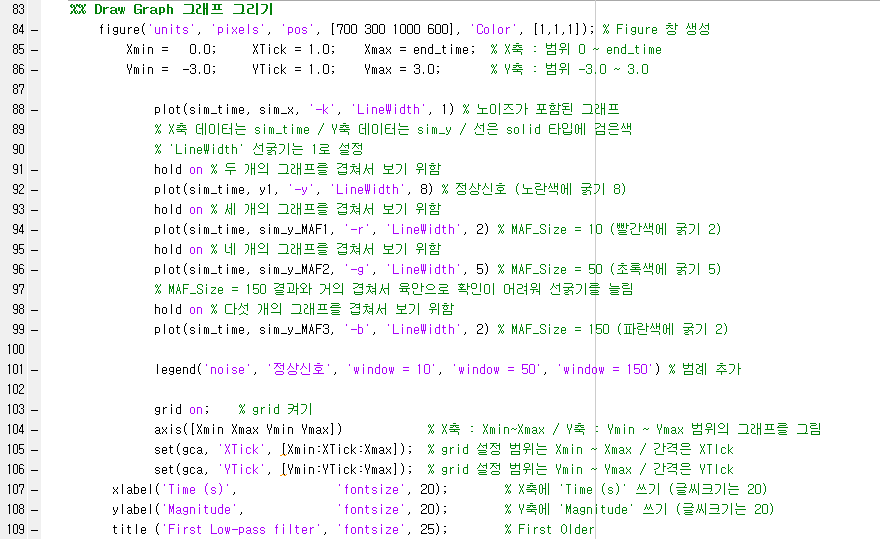 83 %% Draw Graph 그래프 그리기
84 – figure('units', 'pixels', 'pos', [700 300 1000 600], 'Color', [1,1,1]); % Figure 창 생성
85 – Xmin = 0.0; XTick = 1.0; Xmax = end_time; % X축 : 범위 0 ~ end_time
86 – Ymin = -3.0; YTick = 1.0; Ymax = 3.0; % Y축 : 범위 -3.0 ~ 3.0
87
88 – plot(sim_time, sim_x, '-k', 'LineWidth', 1) % 노이즈가 포함된 그래프
89 % X축 데이터는 sim_time / Y축 데이터는 sim_y / 선은 solid 타입에 검은색
90 % 'LineWidth' 선굵기는 1로 설정
91 – hold on % 두 개의 그래프를 겹쳐서 보기 위함
92 – plot(sim_time, y1, '-y', 'LineWidth', 8) % 정상신호 (노란색에 굵기 8)
93 – hold on % 세 개의 그래프를 겹쳐서 보기 위함
94 – plot(sim_time, sim_y_MAF1, '-r', 'LineWidth', 2) % MAF_Size = 10 (빨간색에 굵기 2)
95 – hold on % 네 개의 그래프를 겹쳐서 보기 위함
96 – plot(sim_time, sim_y_MAF2, '-g', 'LineWidth', 5) % MAF_Size = 50 (초록색에 굵기 5)
97 % MAF_Size = 150 결과와 거의 겹쳐서 육안으로 확인이 어려워 선굵기를 늘림
98 – hold on % 다섯 개의 그래프를 겹쳐서 보기 위함
99 – plot(sim_time, sim_y_MAF3, '-b', 'LineWidth', 2) % MAF_Size = 150 (파란색에 굵기 2)
100
101 – legend('noise', '정상신호', 'window = 10', 'window = 50', 'window = 150') % 범례 추가
102
103 – grid on; % grid 켜기
104 – axis([Xmin Xmax Ymin Ymax]) % X축 : Xmin~Xmax / Y축 : Ymin ~ Ymax 범위의 그래프를 그림
105 – set(gca, 'XTick', [Xmin:XTick:Xmax]); % grid 설정 범위는 Xmin ~ Xmax / 간격은 XTIck
106 – set(gca, 'YTick', [Ymin:YTick:Ymax]); % grid 설정 범위는 Ymin ~ Ymax / 간격은 YTIck
107 – xlabel('Time (s)', 'fontsize', 20); % X축에 'Time (s)' 쓰기 (글씨크기는 20)
108 – ylabel('Magnitude', 'fontsize', 20); % Y축에 'Magnitude' 쓰기 (글씨크기는 20)
109 – title ('First Low-pass filter', 'fontsize', 25); % First Older